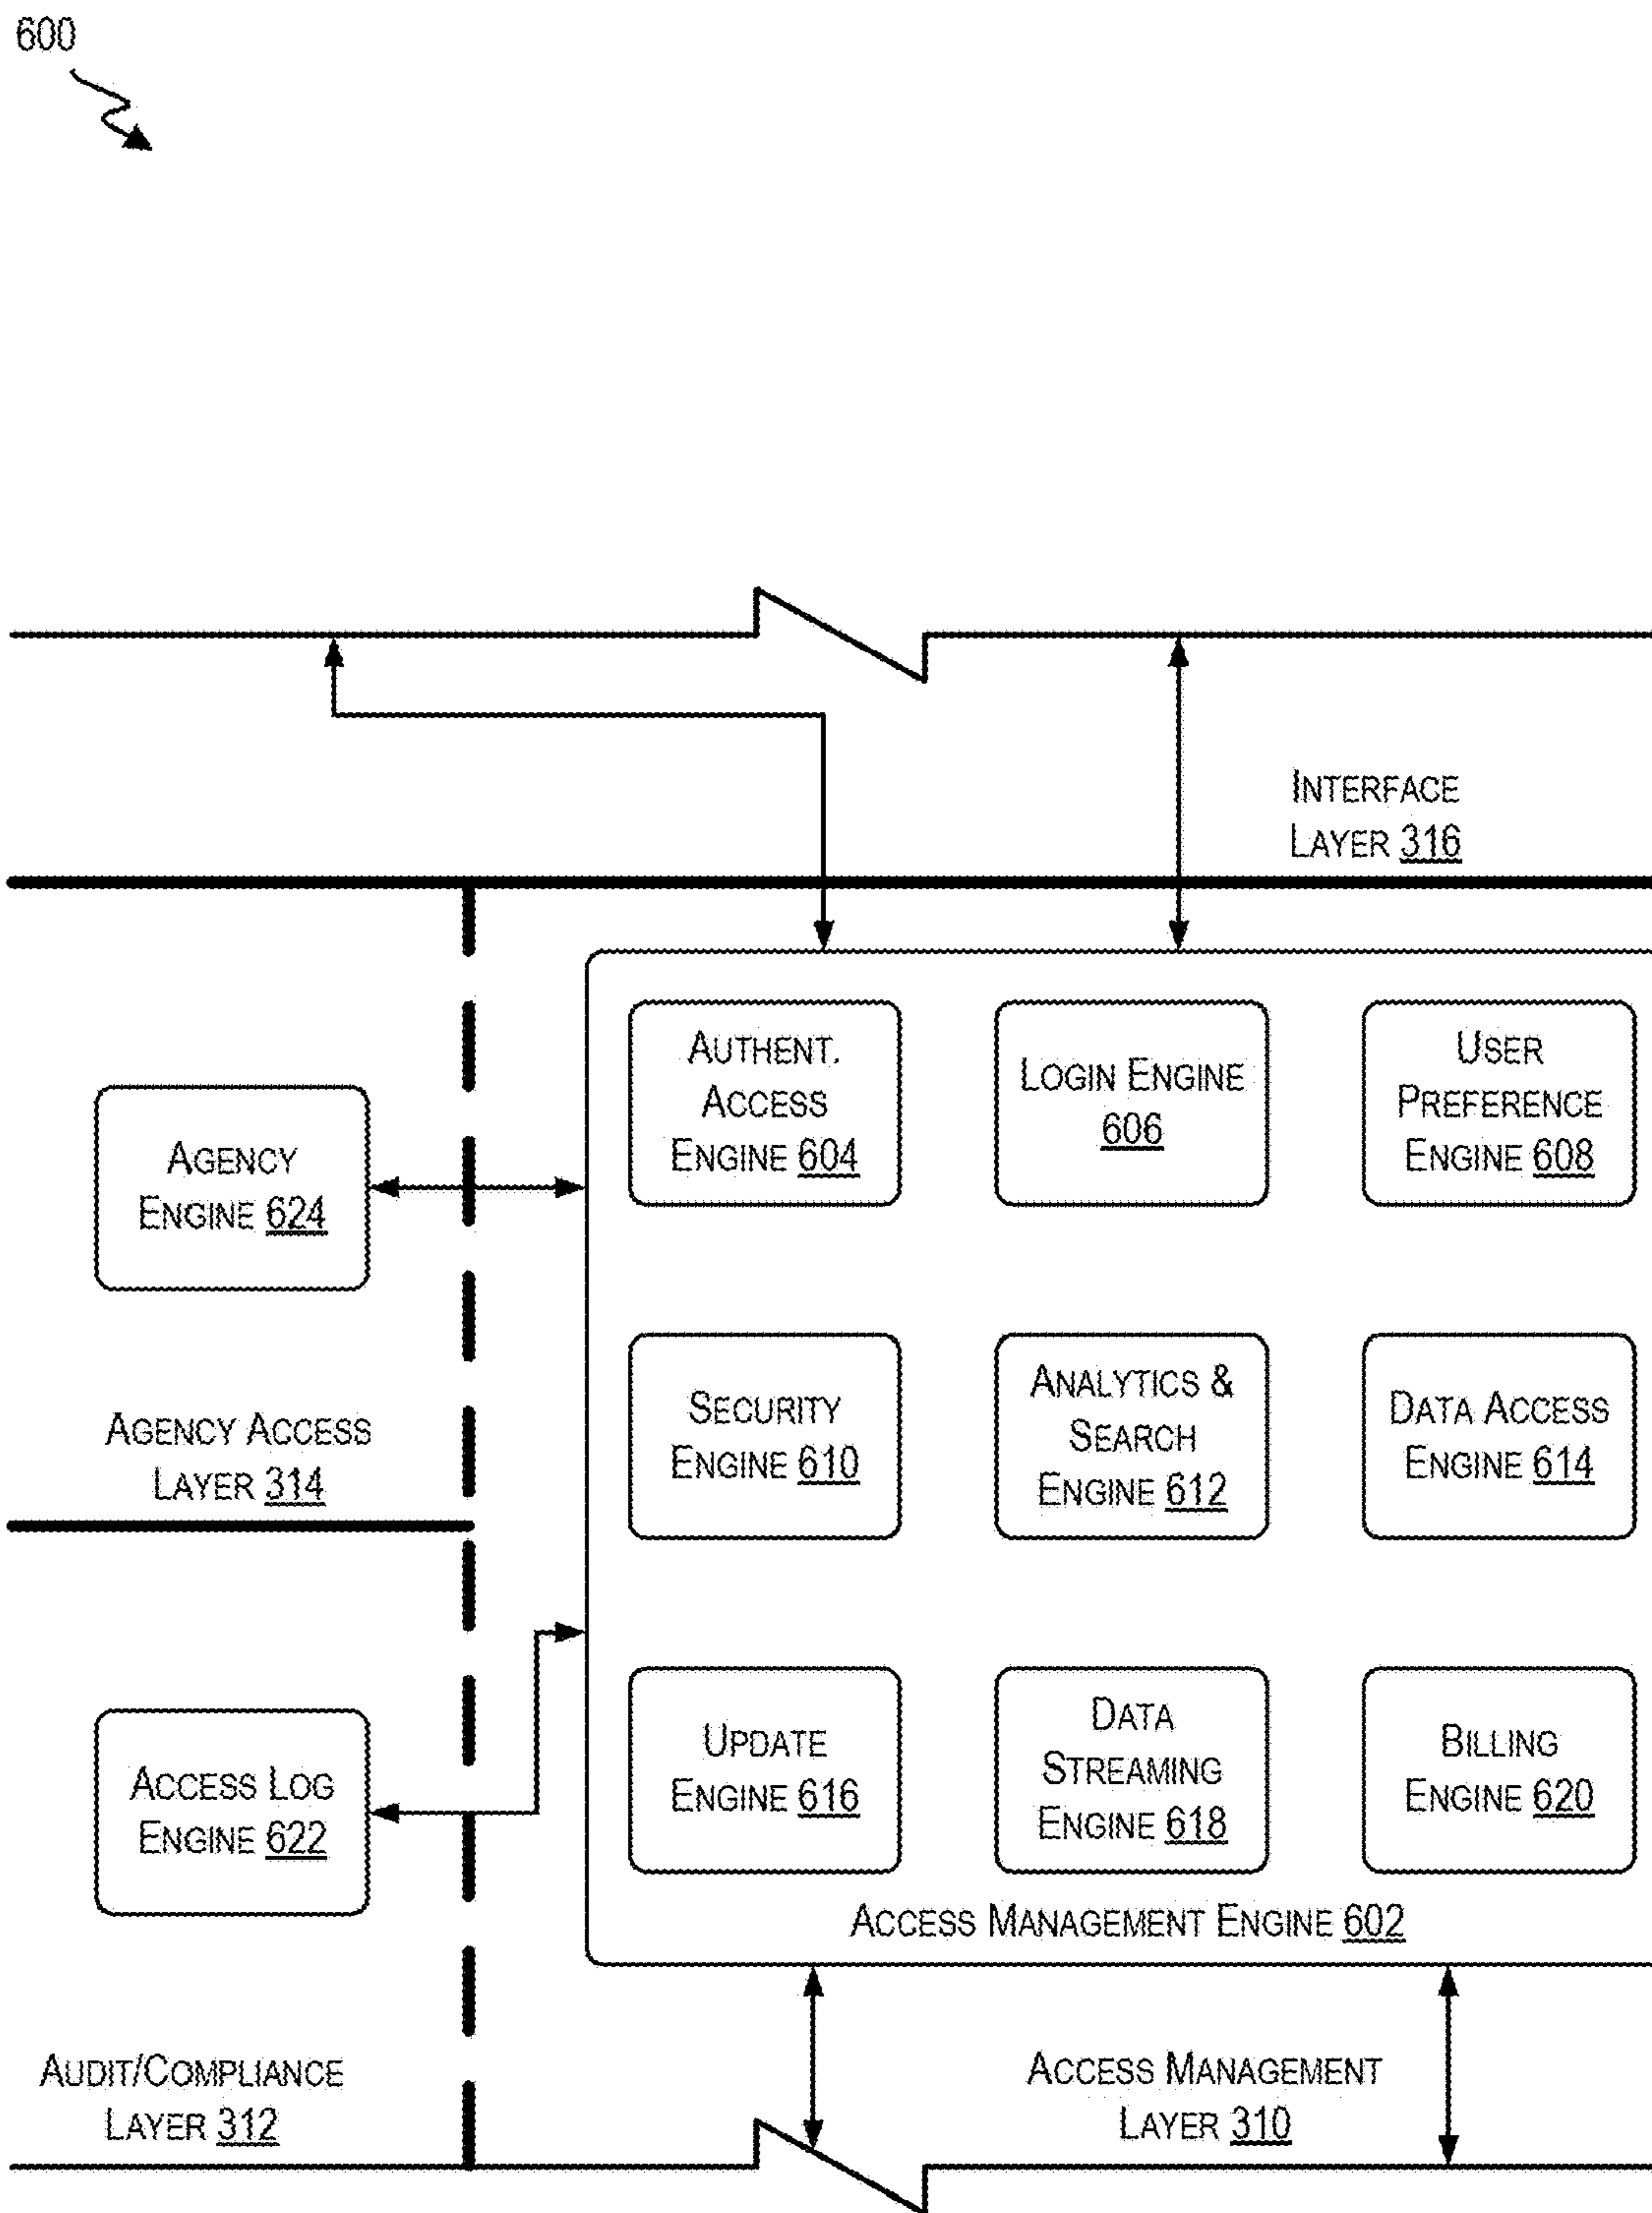 600
INTERFACE
LAYER 316
AUTHENT.
ACCESS
ENGINE 604
LOGIN ENGINE
606
USER
PREFERENCE
ENGINE 608
AGENCY
ENGINE 624
SECURITY
ENGINE 610
ANALYTICS &
SEARCH
ENGINE 612
DATA ACCESS
ENGINE 614
AGENCY ACCESS
LAYER 314
UPDATE
ENGINE 616
DATA
STREAMING
ENGINE 618
BILLING
ENGINE 620
ACCESS LOG
ENGINE 622
ACCESS MANAGEMENT ENGINE 602
AUDIT/COMPLIANCE
LAYER 312
ACCESS MANAGEMENT
LAYER 310